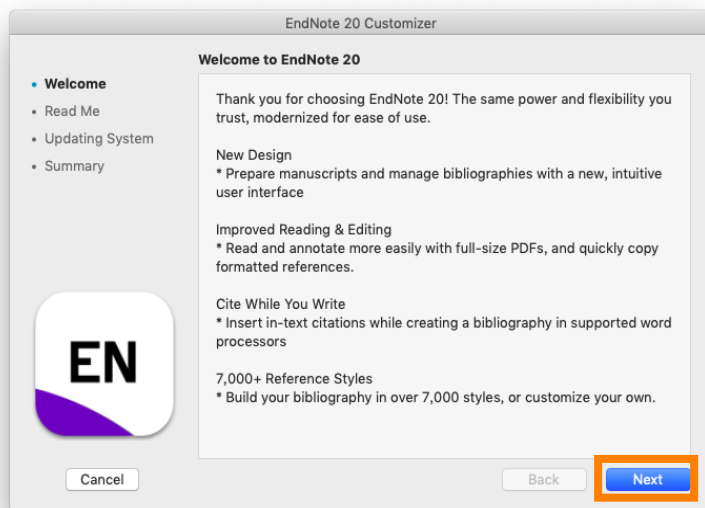 EndNote 20 Customizer
Welcome to EndNote 20
• Welcome
• Read Me
• Updating System
• Summary
Thank you for choosing EndNote 20! The same power and flexibility you
trust, modernized for ease of use.
New Design
* Prepare manuscripts and manage bibliographies with a new, intuitive
user interface
Improved Reading & Editing
* Read and annotate more easily with full-size PDFs, and quickly copy
formatted references.
Cite While You Write
* Insert in-text citations while creating a bibliography in supported word
processors
7,000+ Reference Styles
* Build your bibliography in over 7,000 styles, or customize your own.
EN
Cancel
Back
Next